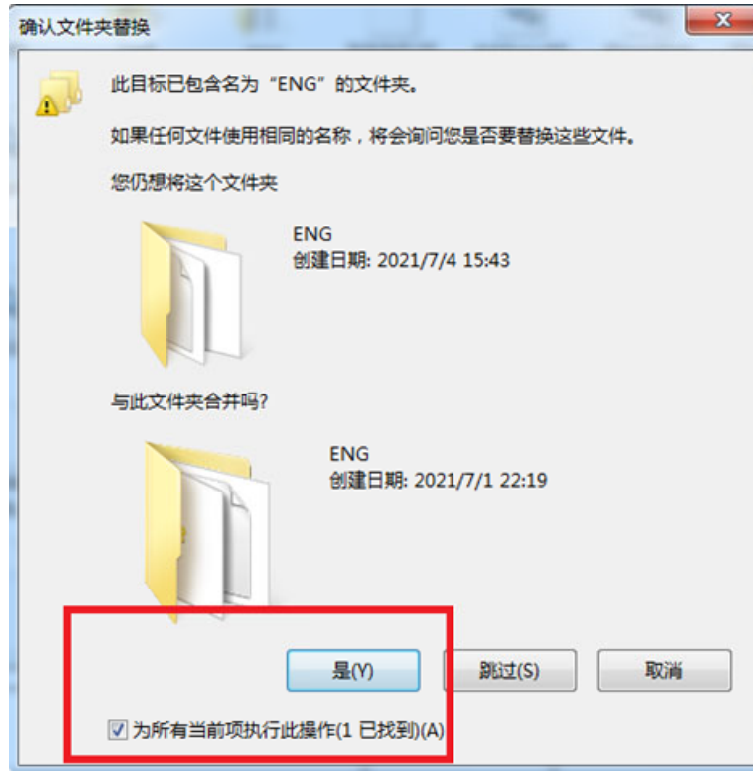 确认文件夹替换
此目标已包含名为 “ENG” 的文件夹。
如果任何文件使用相同的名称，将会询问您是否要替换这些文件。
您仍想将这个文件夹
ENG
创建日期: 2021/7/4 15:43
与此文件夹合并吗?
ENG
创建日期: 2021/7/1 22:19
是(Y) 跳过(S) 取消
为所有当前项执行此操作(1 已找到)(A)